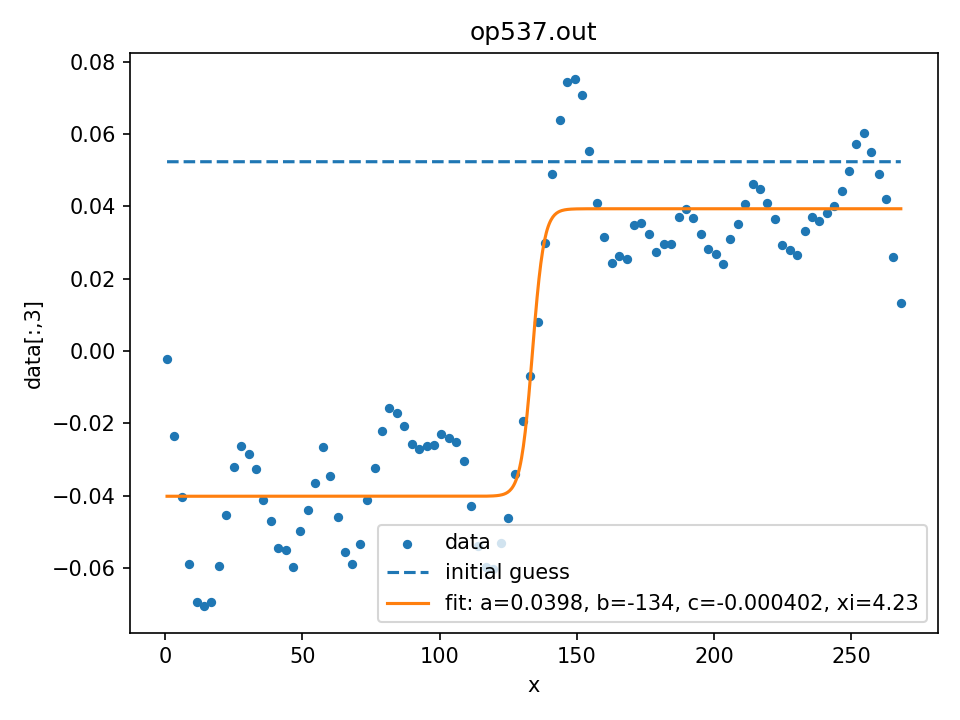 op537.out
0.08
0.06
0.04
0.02
0.00
−0.02
−0.04
−0.06
data[:,3]
data
initial guess
fit: a=0.0398, b=-134, c=-0.000402, xi=4.23
0 50 100 150 200 250
x